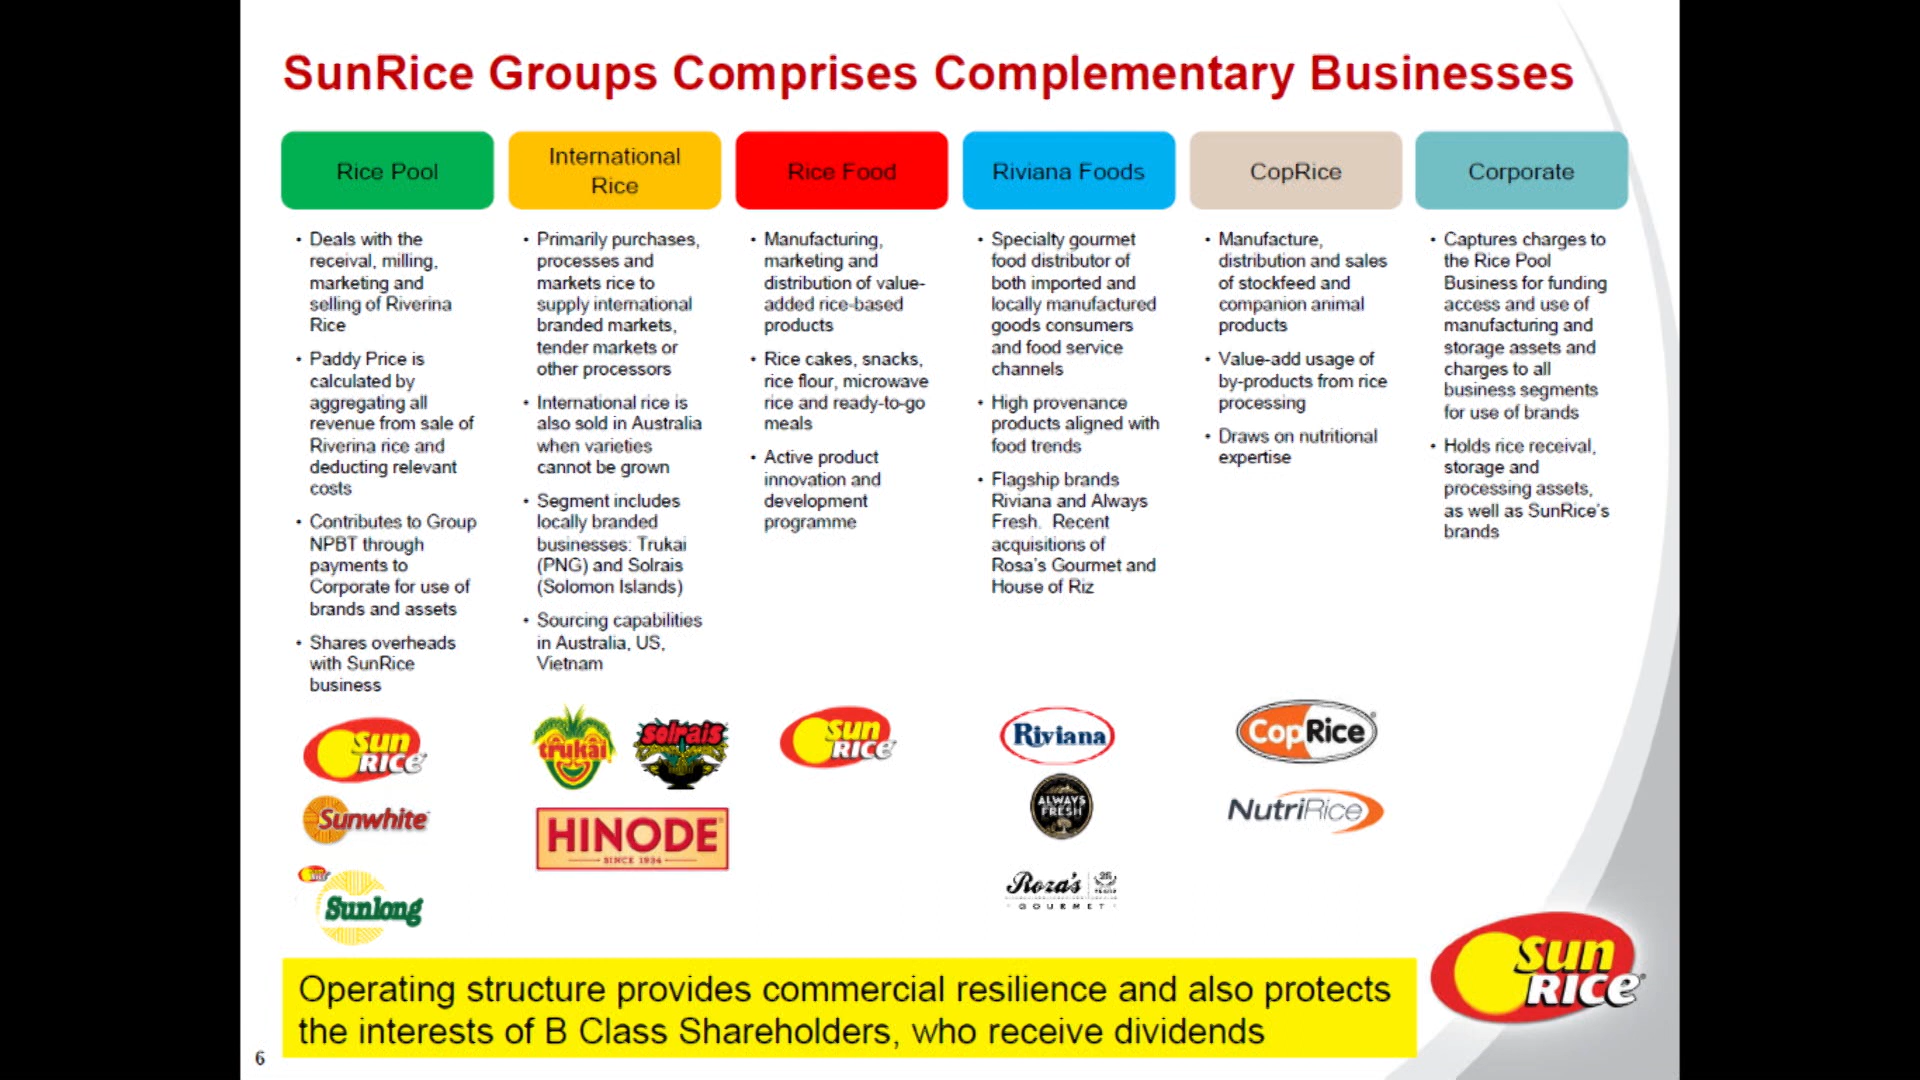 SunRice Groups Comprises Complementary Businesses
Rice Pool
International
Rice
Rice Food
Riviana Foods
CopRice
Corporate
• Deals with the
receival, milling,
marketing and
selling of Riverina
Rice
• Paddy Price is
calculated by
aggregating all
revenue from sale of
Riverina rice and
deducting relevant
costs
• Contributes to Group
NPBT through
payments to
Corporate for use of
brands and assets
• Shares overheads
with SunRice
business
• Primarily purchases,
processes and
markets rice to
supply international
branded markets,
tender markets or
other processors
• International rice is
also sold in Australia
when varieties
cannot be grown
• Segment includes
locally branded
businesses: Trukai
(PNG) and Solrais
(Solomon Islands)
• Sourcing capabilities
in Australia, US,
Vietnam
• Manufacturing,
marketing and
distribution of value-
added rice-based
products
• Rice cakes, snacks,
rice flour, microwave
rice and ready-to-go
meals
• Active product
innovation and
development
programme
• Specialty gourmet
food distributor of
both imported and
locally manufactured
goods consumers
and food service
channels
• High provenance
products aligned with
food trends
• Flagship brands
Riviana and Always
Fresh. Recent
acquisitions of
Rosa's Gourmet and
House of Riz
• Manufacture,
distribution and sales
of stockfeed and
companion animal
products
• Value-add usage of
by-products from rice
processing
• Draws on nutritional
expertise
• Captures charges to
the Rice Pool
Business for funding
access and use of
manufacturing and
storage assets and
charges to all
business segments
for use of brands
• Holds rice receival,
storage and
processing assets,
as well as SunRice's
brands
Sun
RICE
Sunwhite
Sunlong
trukai
solrais
HINODE
SINCE 1934
Sun
RICE
Riviana
ALWAYS
FRESH
Roza's
25
GOURMET
CopRice
NutriRice
Operating structure provides commercial resilience and also protects
the interests of B Class Shareholders, who receive dividends
Sun
RICE
6